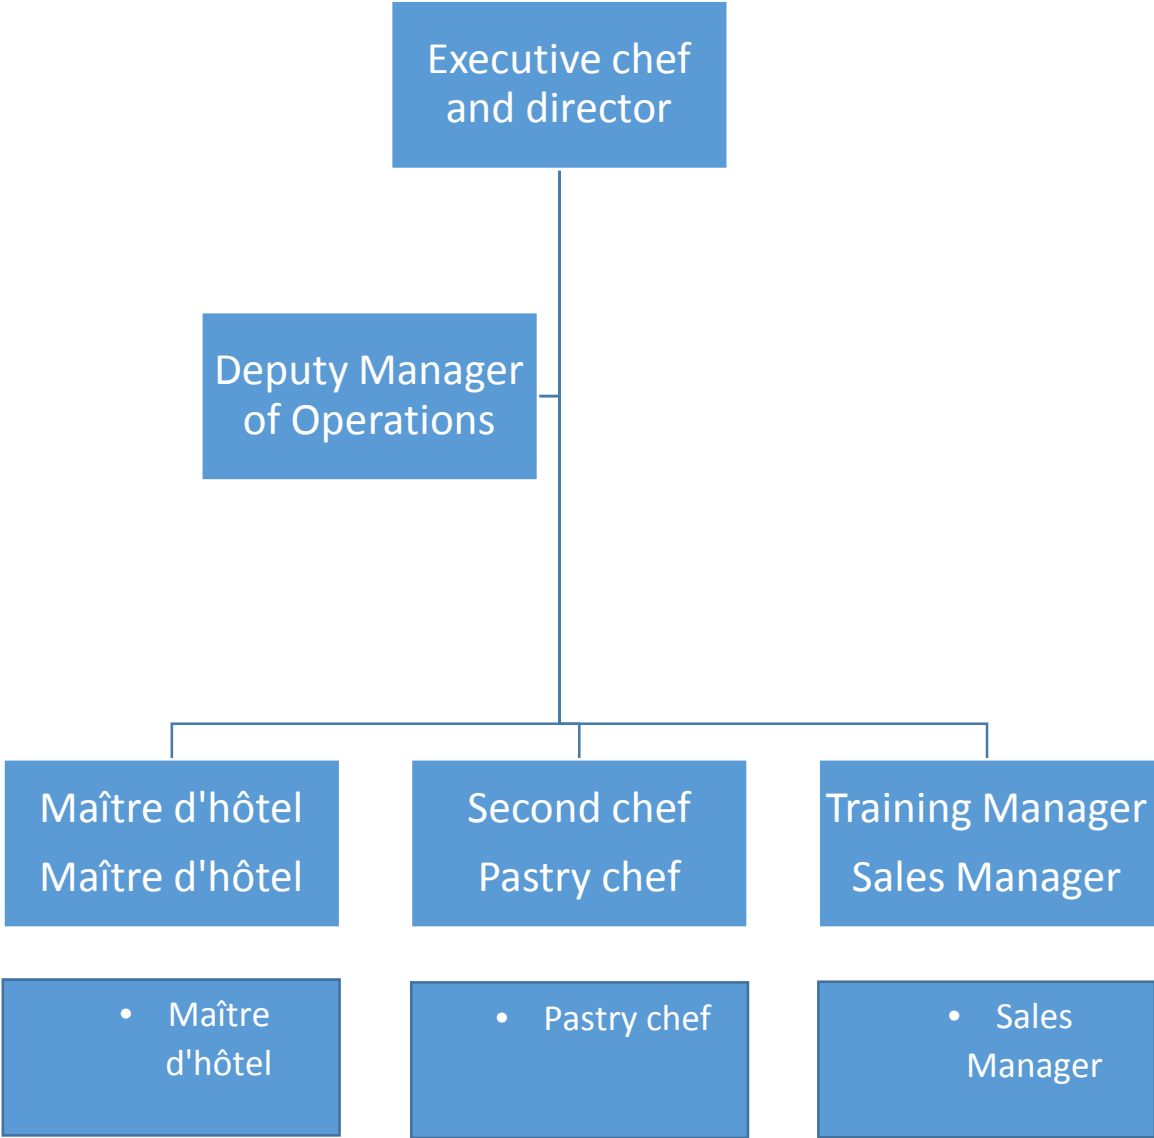 Executive chef
and director
Deputy Manager
of Operations
Maître d'hôtel
Maître d'hôtel
Second chef
Pastry chef
Training Manager
Sales Manager
• Maître
d'hôtel
• Pastry chef
• Sales
Manager